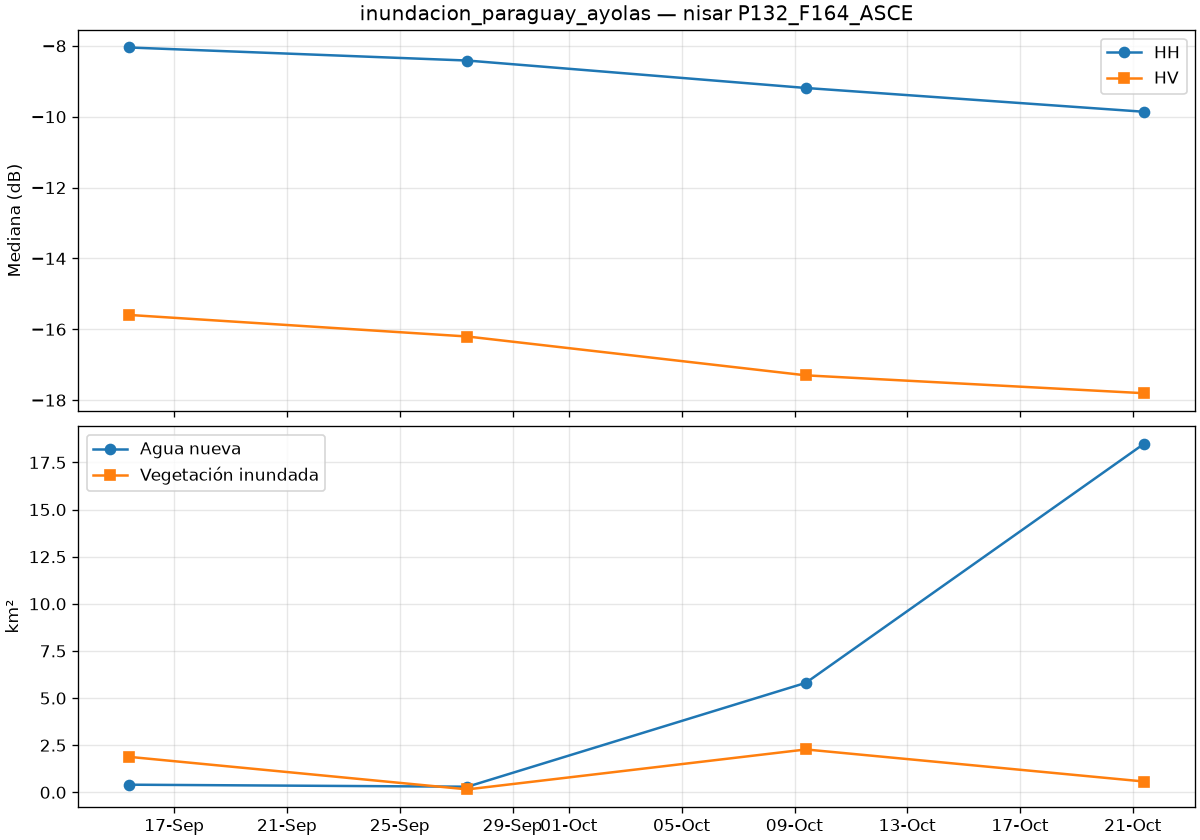 inundacion_paraguay_ayolas — nisar P132_F164_ASCE
HH
HV
Mediana (dB)
−8
−10
−12
−14
−16
−18
Agua nueva
Vegetación inundada
km²
17.5
15.0
12.5
10.0
7.5
5.0
2.5
0.0
17-Sep 21-Sep 25-Sep 29-Sep 01-Oct 05-Oct 09-Oct 13-Oct 17-Oct 21-Oct